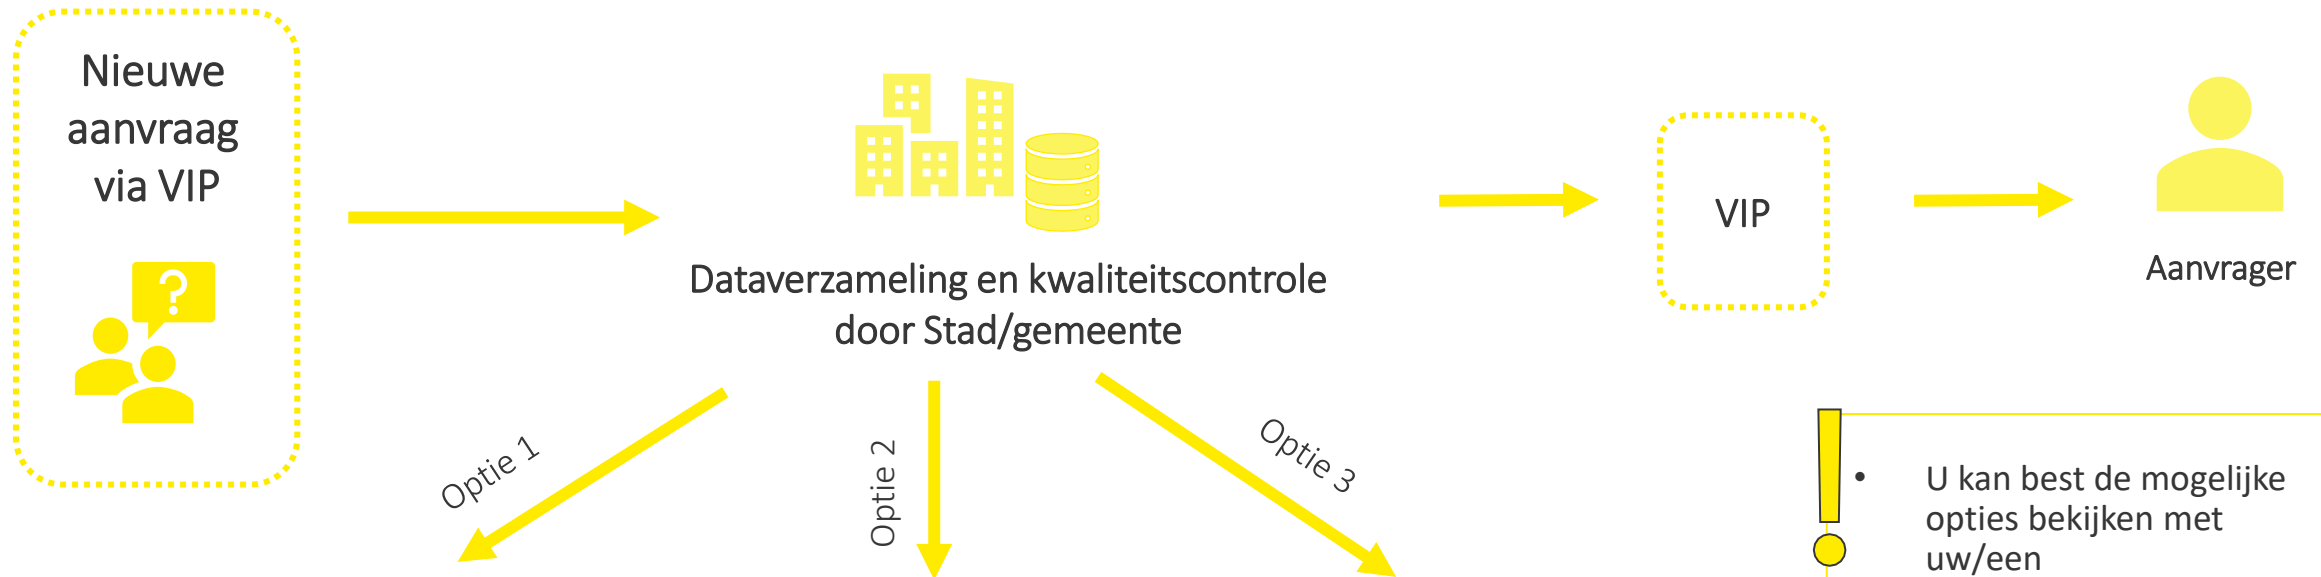 Nieuwe
aanvraag
via VIP
?
Dataverzameling en kwaliteitscontrole
door Stad/gemeente
VIP
Aanvrager
Optie 1
Optie 2
Optie 3
• U kan best de mogelijke
opties bekijken met
uw/een